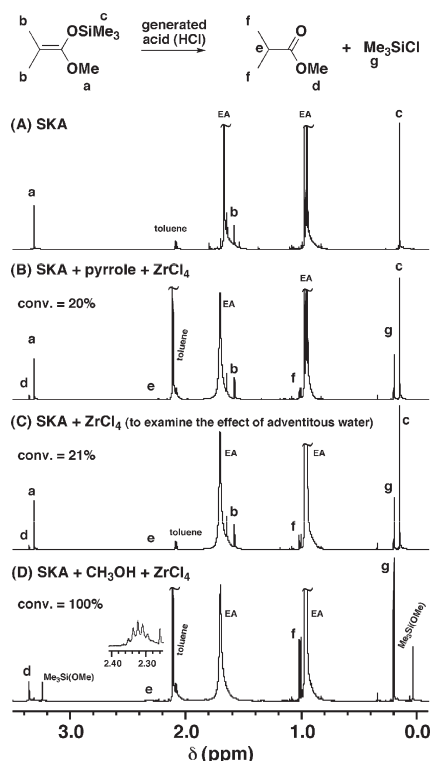 c
b
OSiMe3
generated
acid (HCl)
b
OMe
a
f
e
O
f
OMe
d
+ Me3SiCl
g
(A) SKA
EA
EA
c
a
toluene
b
(B) SKA + pyrrole + ZrCl4
conv. = 20%
EA
c
a
toluene
EA
g
d
e
b
f
(C) SKA + ZrCl4 (to examine the effect of adventitous water)
conv. = 21%
c
EA
EA
a
g
d
e
toluene
b
f
(D) SKA + CH3OH + ZrCl4
conv. = 100%
g
2.40 2.30
toluene
EA
EA
f
Me3Si(OMe)
d
Me3Si(OMe)
e
3.0 2.0 1.0 0.0
δ (ppm)